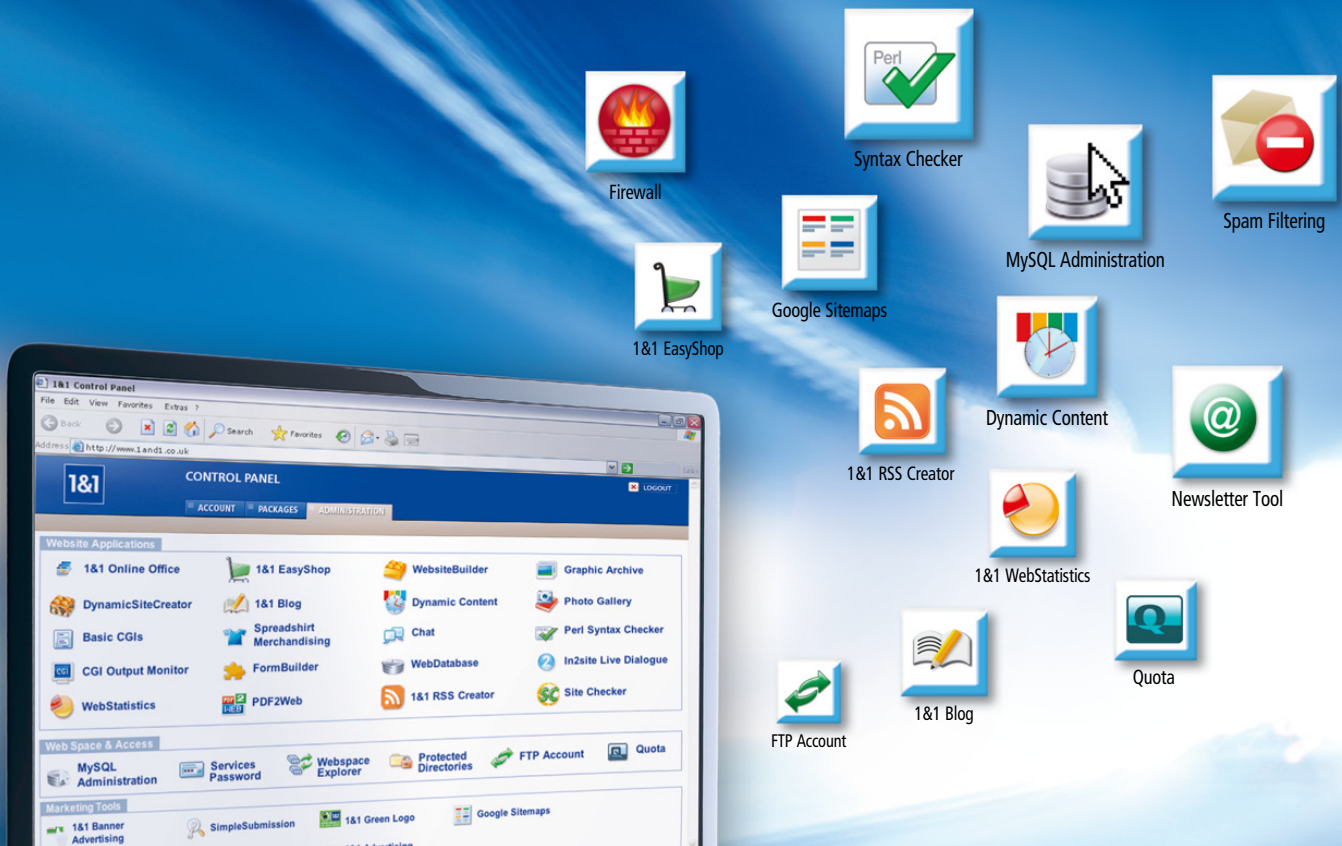 Perl
Syntax Checker
Firewall
Spam Filtering
MySQL Administration
Google Sitemaps
1&1 EasyShop
Dynamic Content
1&1 RSS Creator
@
Newsletter Tool
1&1 WebStatistics
Q
Quota
1&1 Blog
FTP Account
1&1 Control Panel
File Edit View Favorites Extras ?
Back Search Favorites
Address http://www.1and1.co.uk
1&1
CONTROL PANEL
LOGOUT
ACCOUNT PACKAGES ADMINISTRATION
Website Applications
1&1 Online Office 1&1 EasyShop WebsiteBuilder Graphic Archive
DynamicSiteCreator 1&1 Blog Dynamic Content Photo Gallery
Basic CGIs Spreadshirt Merchandising Chat Perl Syntax Checker
CGI CGI Output Monitor FormBuilder WebDatabase 2 In2site Live Dialogue
WebStatistics PDF 2 WEB PDF2Web 1&1 RSS Creator SC Site Checker
Web Space & Access
MySQL Administration Services Password Webspace Explorer Protected Directories FTP Account Q Quota
Marketing Tools
1&1 Banner Advertising SimpleSubmission 1&1 Green Logo Google Sitemaps